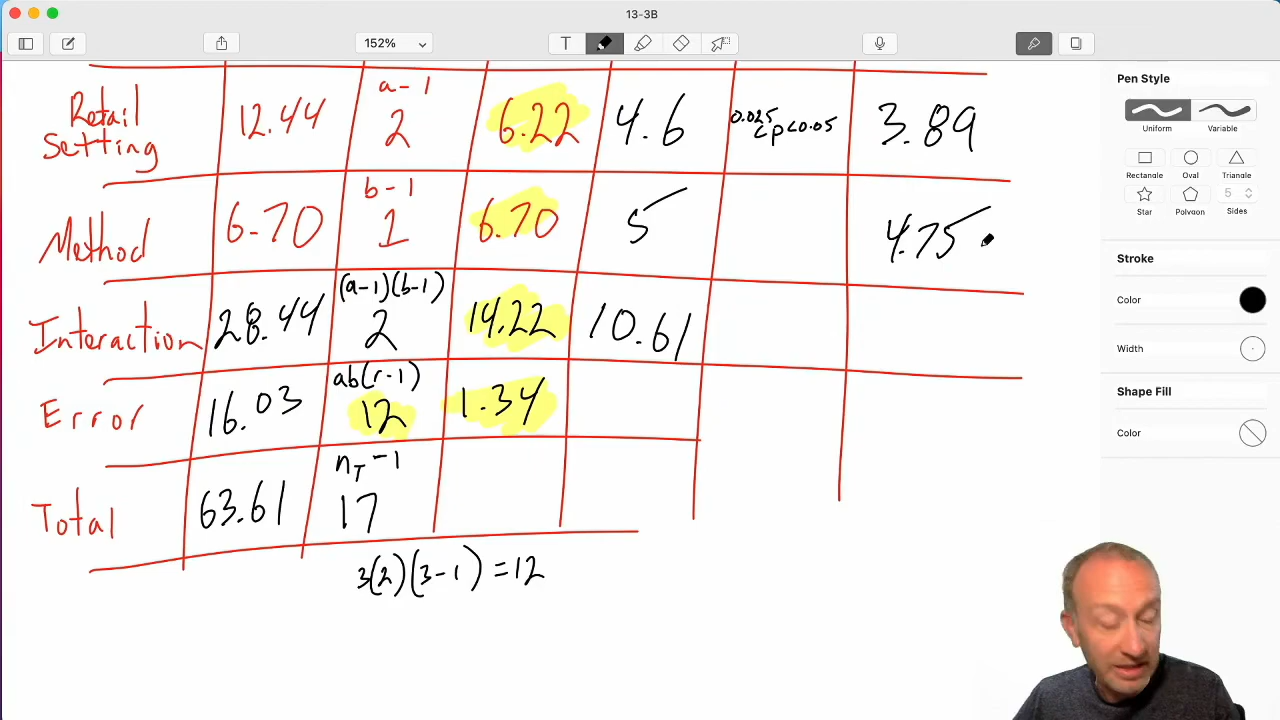 13-3B
152%
T
Pen Style
Uniform
Variable
Rectangle
Oval
Triangle
Star
Polygon
5
Sides
Stroke
Color
Width
Shape Fill
Color
Retail Setting 12.44 a-1 2 6.22 4.6 0.025<p<0.05 3.89
Method 6.70 b-1 1 6.70 5 4.75
Interaction 28.44 (a-1)(b-1) 2 14.22 10.61
Error 16.03 ab(r-1) 12 1.34
Total 63.61 nT-1 17
3(2)(3-1)=12